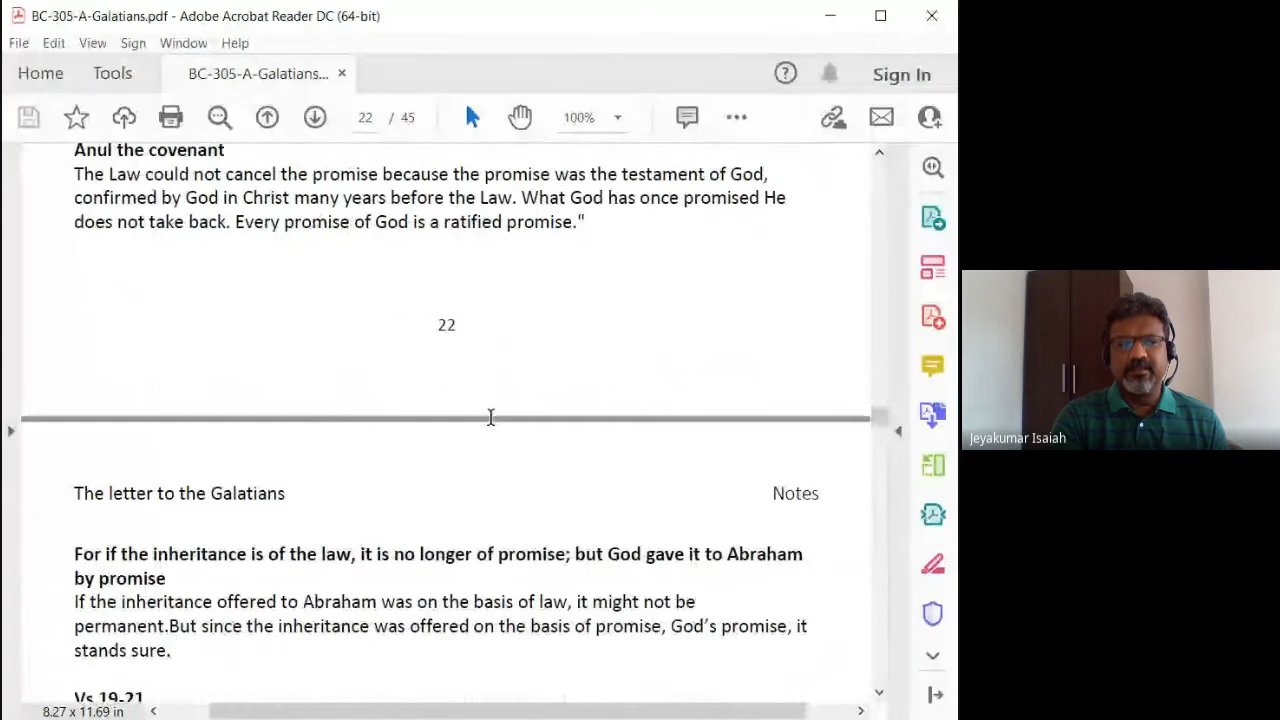 BC-305-A-Galatians.pdf - Adobe Acrobat Reader DC (64-bit)
File Edit View Sign Window Help
Home Tools BC-305-A-Galatians... × Sign In
22 / 45 100%
Anul the covenant
The Law could not cancel the promise because the promise was the testament of God,
confirmed by God in Christ many years before the Law. What God has once promised He
does not take back. Every promise of God is a ratified promise."
22
The letter to the Galatians Notes
For if the inheritance is of the law, it is no longer of promise; but God gave it to Abraham
by promise
If the inheritance offered to Abraham was on the basis of law, it might not be
permanent.But since the inheritance was offered on the basis of promise, God's promise, it
stands sure.
Vs 19-21
8.27 x 11.69 in
Jeyakumar Isaiah